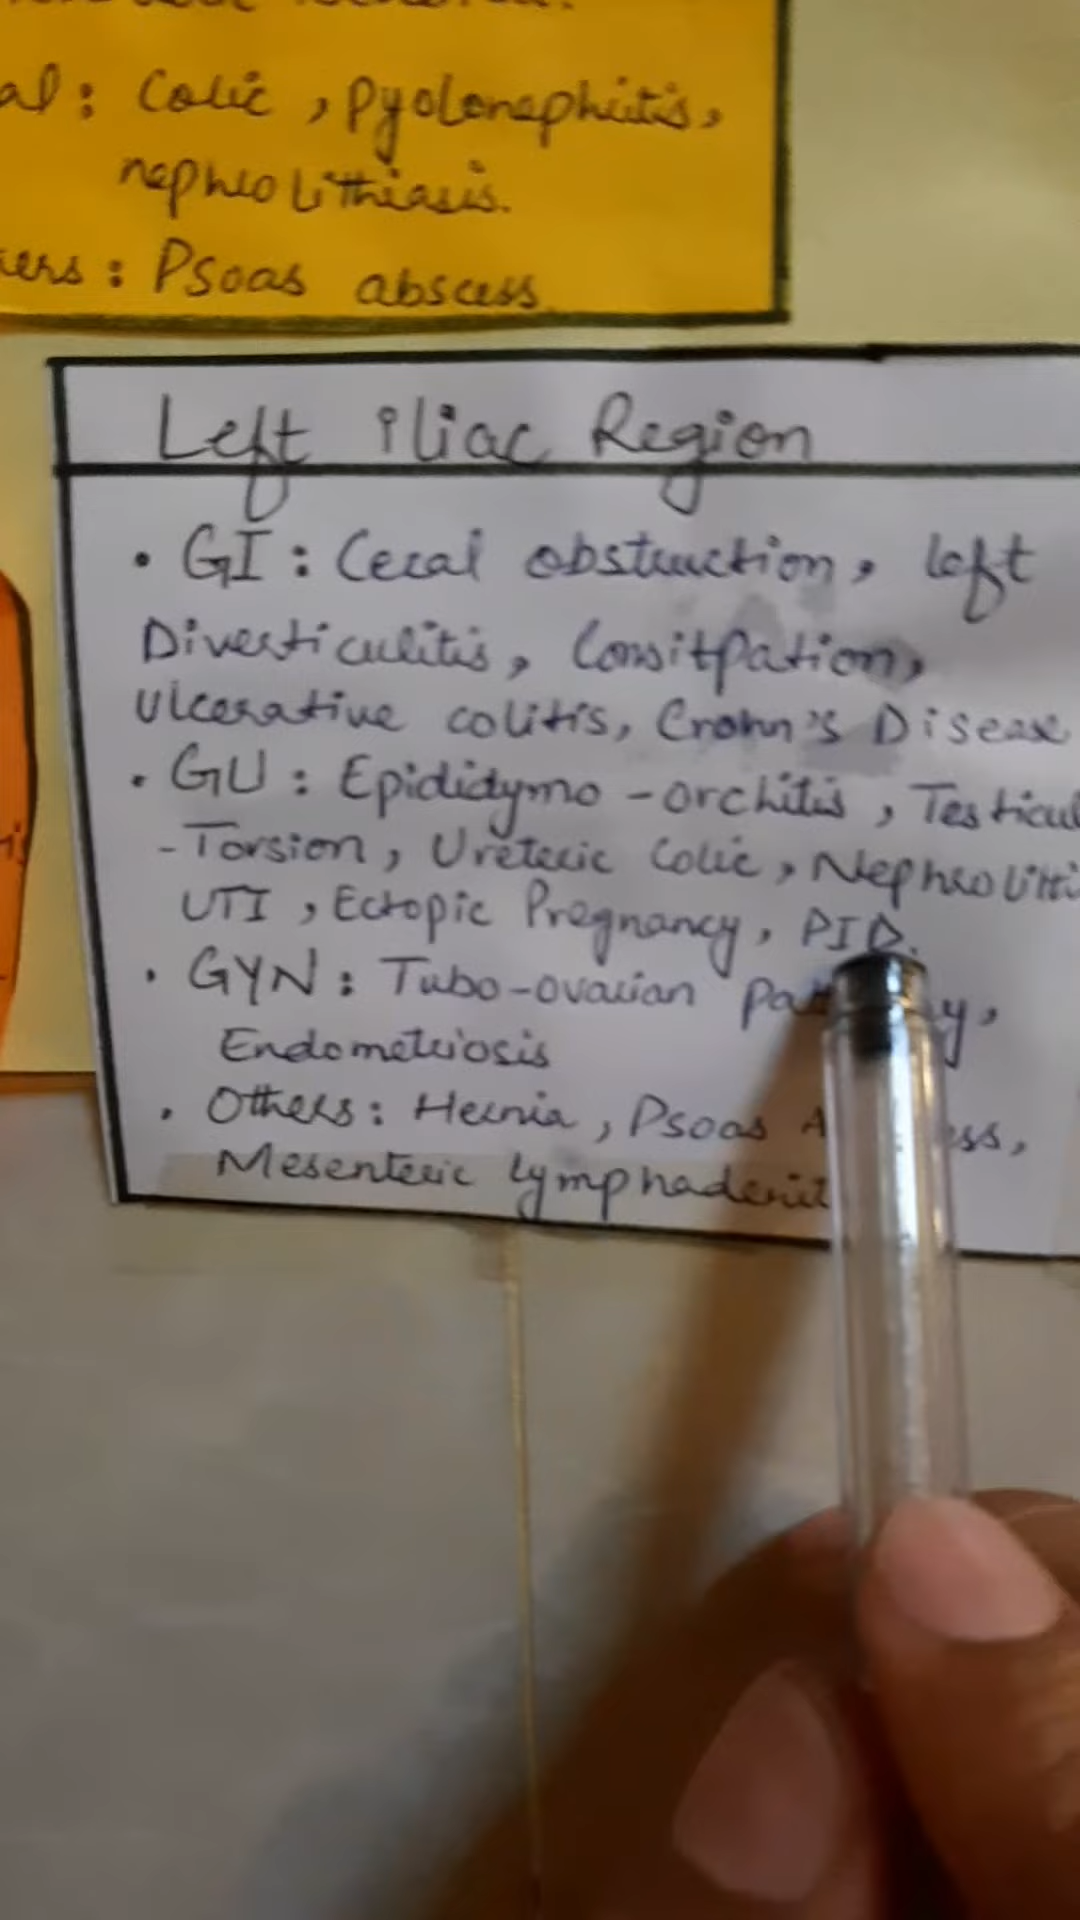 al: Colic, Pyolonephritis,
nephrolithiasis.
ers: Psoas abscess.
Left iliac Region
• GI: Cecal obstruction, left
Diverticulitis, Consitpation,
Ulcerative colitis, Crohn's Disease
• GU: Epididymo-orchitis, Testicul
-Torsion, Ureteric Colic, Nephrolithi
UTI, Ectopic Pregnancy, PID.
• GYN: Tubo-ovarian
Endometriosis
• Others: Hernia, Psoas
Mesenteric lymphadenit